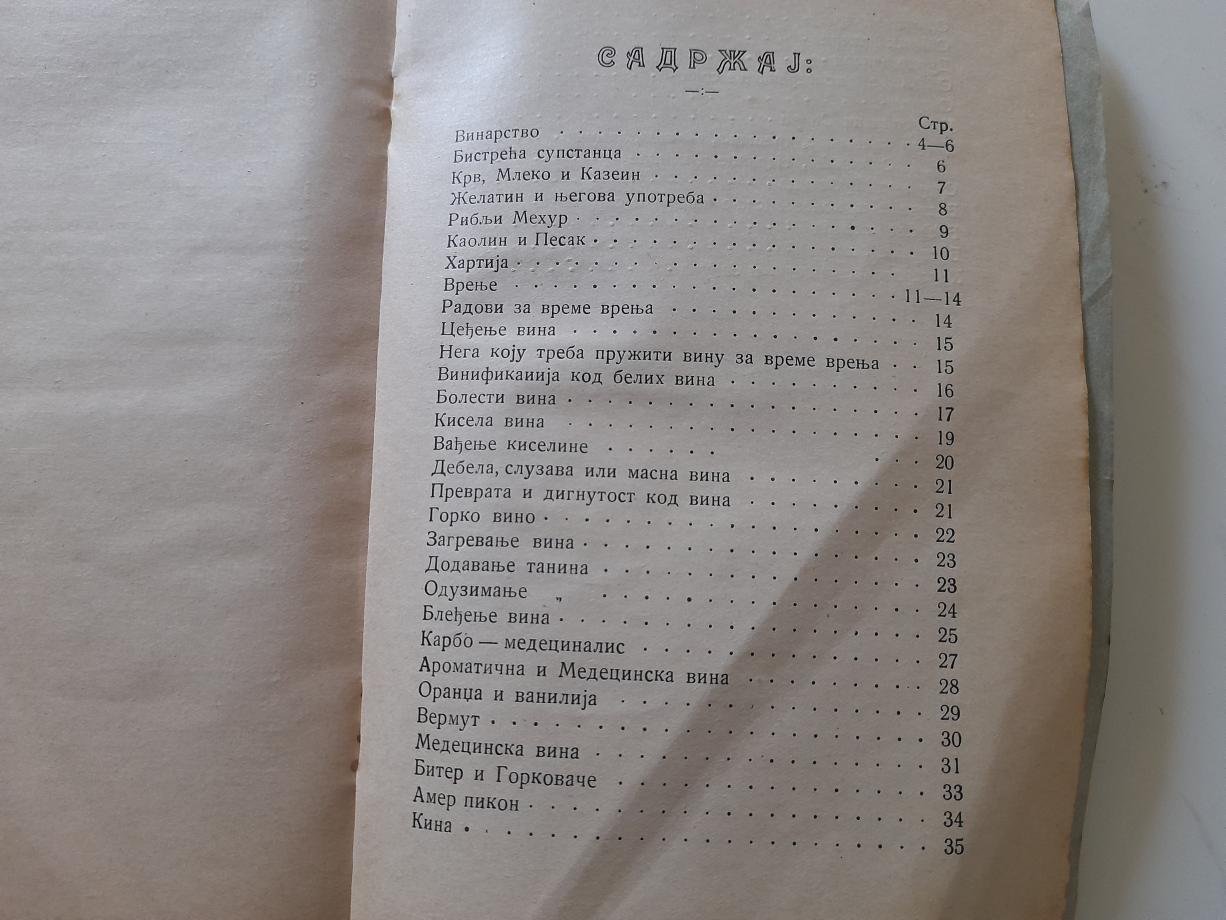 САДРЖАЈ:
—:—
Стр.
Винарство . . . . . . . . . . . . . . 4—6
Бистрећа супстанца . . . . . . . . . . . . 6
Крв, Млеко и Казеин . . . . . . . . . . . 7
Желатин и његова употреба . . . . . . . . . 8
Рибљи Мехур . . . . . . . . . . . . . . 9
Каолин и Песак . . . . . . . . . . . . . 10
Хартија . . . . . . . . . . . . . . . . 11
Врење . . . . . . . . . . . . . . . 11—14
Радови за време врења . . . . . . . . . . 14
Цеђење вина . . . . . . . . . . . . . . 15
Нега коју треба пружити вину за време врења . . 15
Винификаиија код белих вина . . . . . . . . 16
Болести вина . . . . . . . . . . . . . . 17
Кисела вина . . . . . . . . . . . . . . 19
Вађење киселине . . . . . . . . . 20
Дебела, слузава или масна вина . . . . . . . 21
Преврата и дигнутост код вина . . . . . . . 21
Горко вино . . . . . . . . . . . . . . . 22
Загревање вина . . . . . . . . . . . . . 23
Додавање танина . . . . . . . . . . . . . 23
Одузимање „ . . . . . . . . . . . . . 24
Блеђење вина . . . . . . . . . . . . . . 25
Карбо — медециналис . . . . . . . . . . . 27
Ароматична и Медецинска вина . . . . . . . 28
Оранџа и ванилија . . . . . . . . . . . . 29
Вермут . . . . . . . . . . . . . . . . 30
Медецинска вина . . . . . . . . . . . . . 31
Битер и Горковаче . . . . . . . . . . . . 33
Амер пикон . . . . . . . . . . . . . . . 34
Кина . . . . . . . . . . . . . . . . . 35